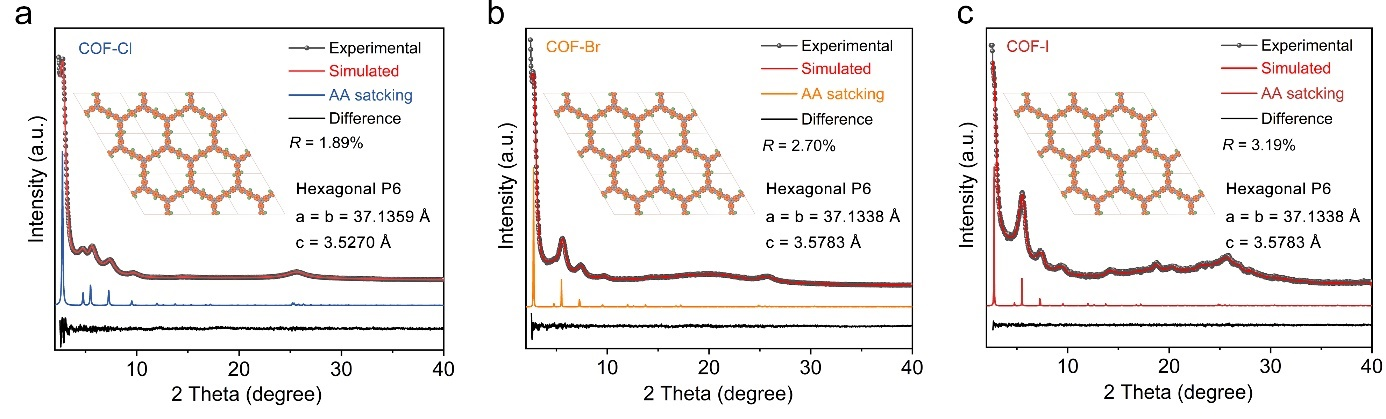 a
COF-Cl
Experimental
Simulated
AA satcking
Difference
R = 1.89%
Hexagonal P6
a = b = 37.1359 Å
c = 3.5270 Å
Intensity (a.u.)
10 20 30 40
2 Theta (degree)
b
COF-Br
Experimental
Simulated
AA satcking
Difference
R = 2.70%
Hexagonal P6
a = b = 37.1338 Å
c = 3.5783 Å
Intensity (a.u.)
10 20 30 40
2 Theta (degree)
c
COF-I
Experimental
Simulated
AA satcking
Difference
R = 3.19%
Hexagonal P6
a = b = 37.1338 Å
c = 3.5783 Å
Intensity (a.u.)
10 20 30 40
2 Theta (degree)